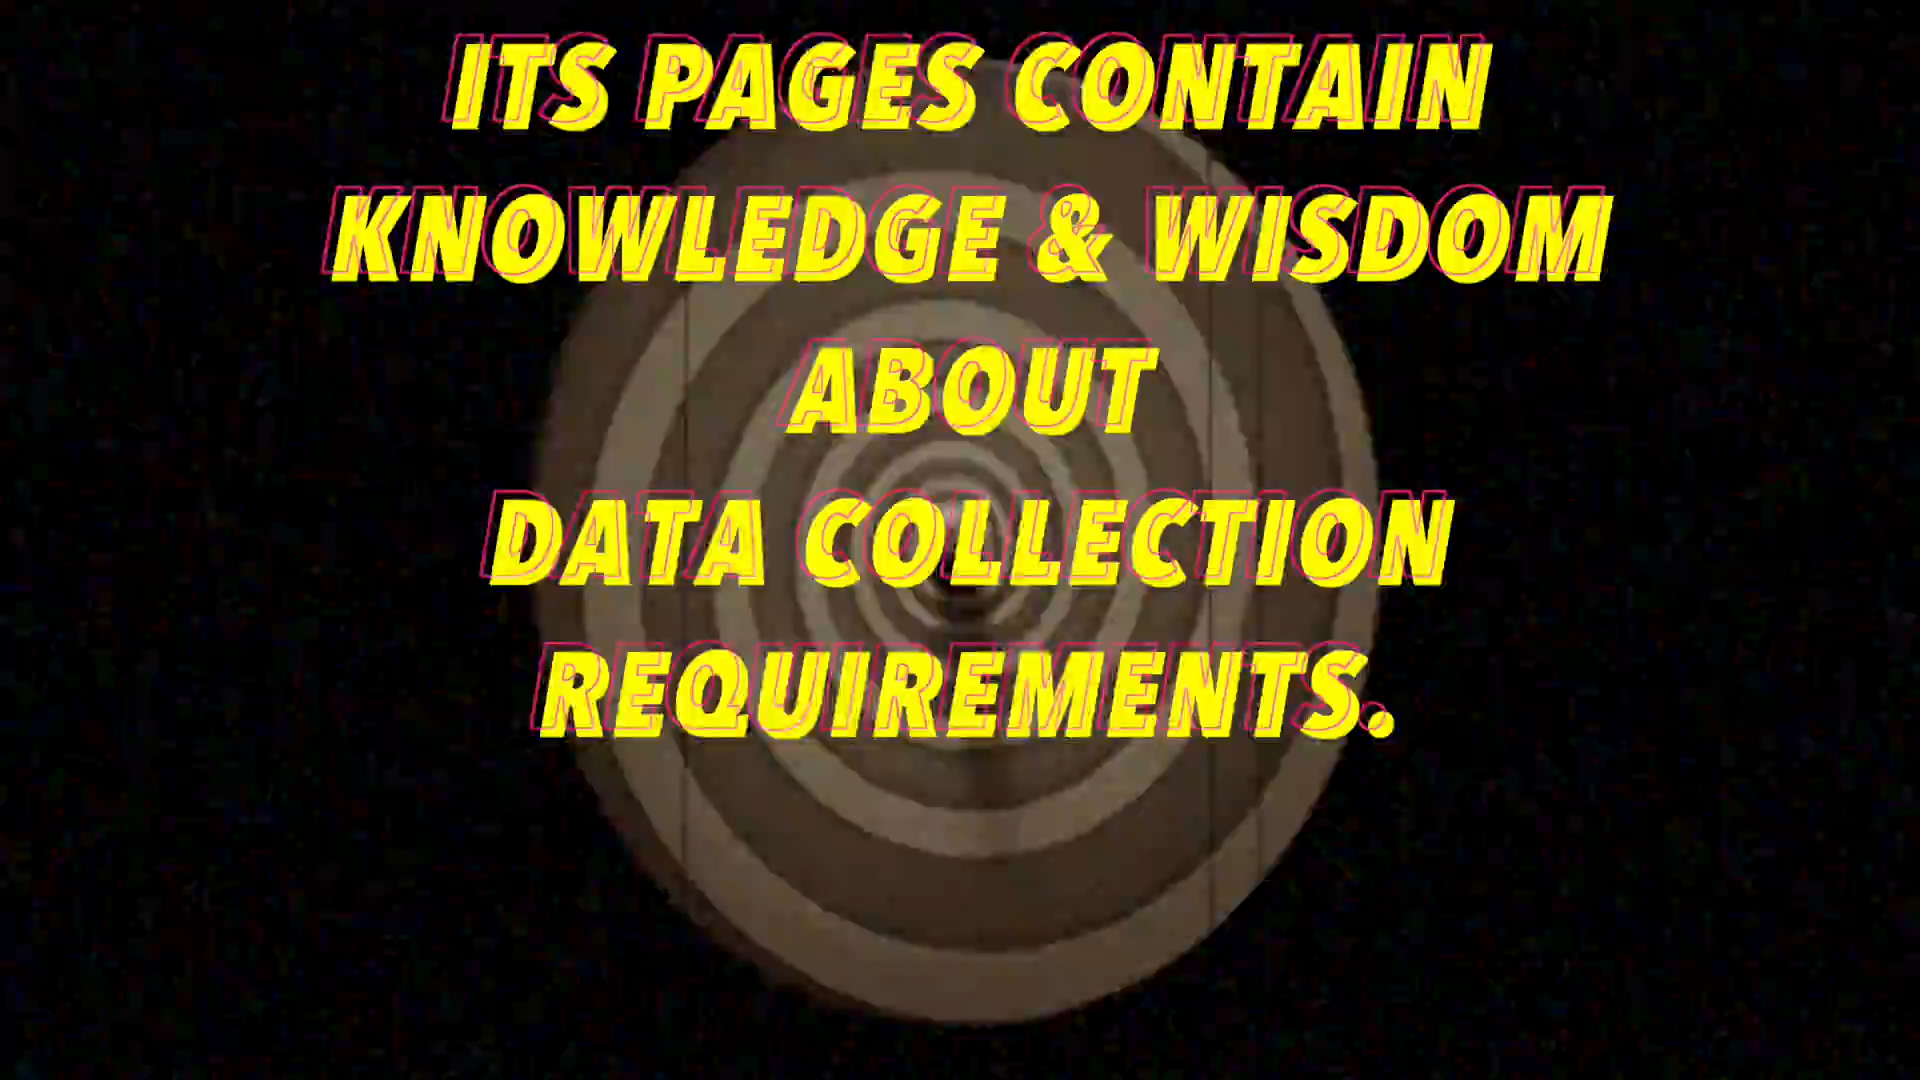 ITS PAGES CONTAIN
KNOWLEDGE & WISDOM
ABOUT
DATA COLLECTION
REQUIREMENTS.